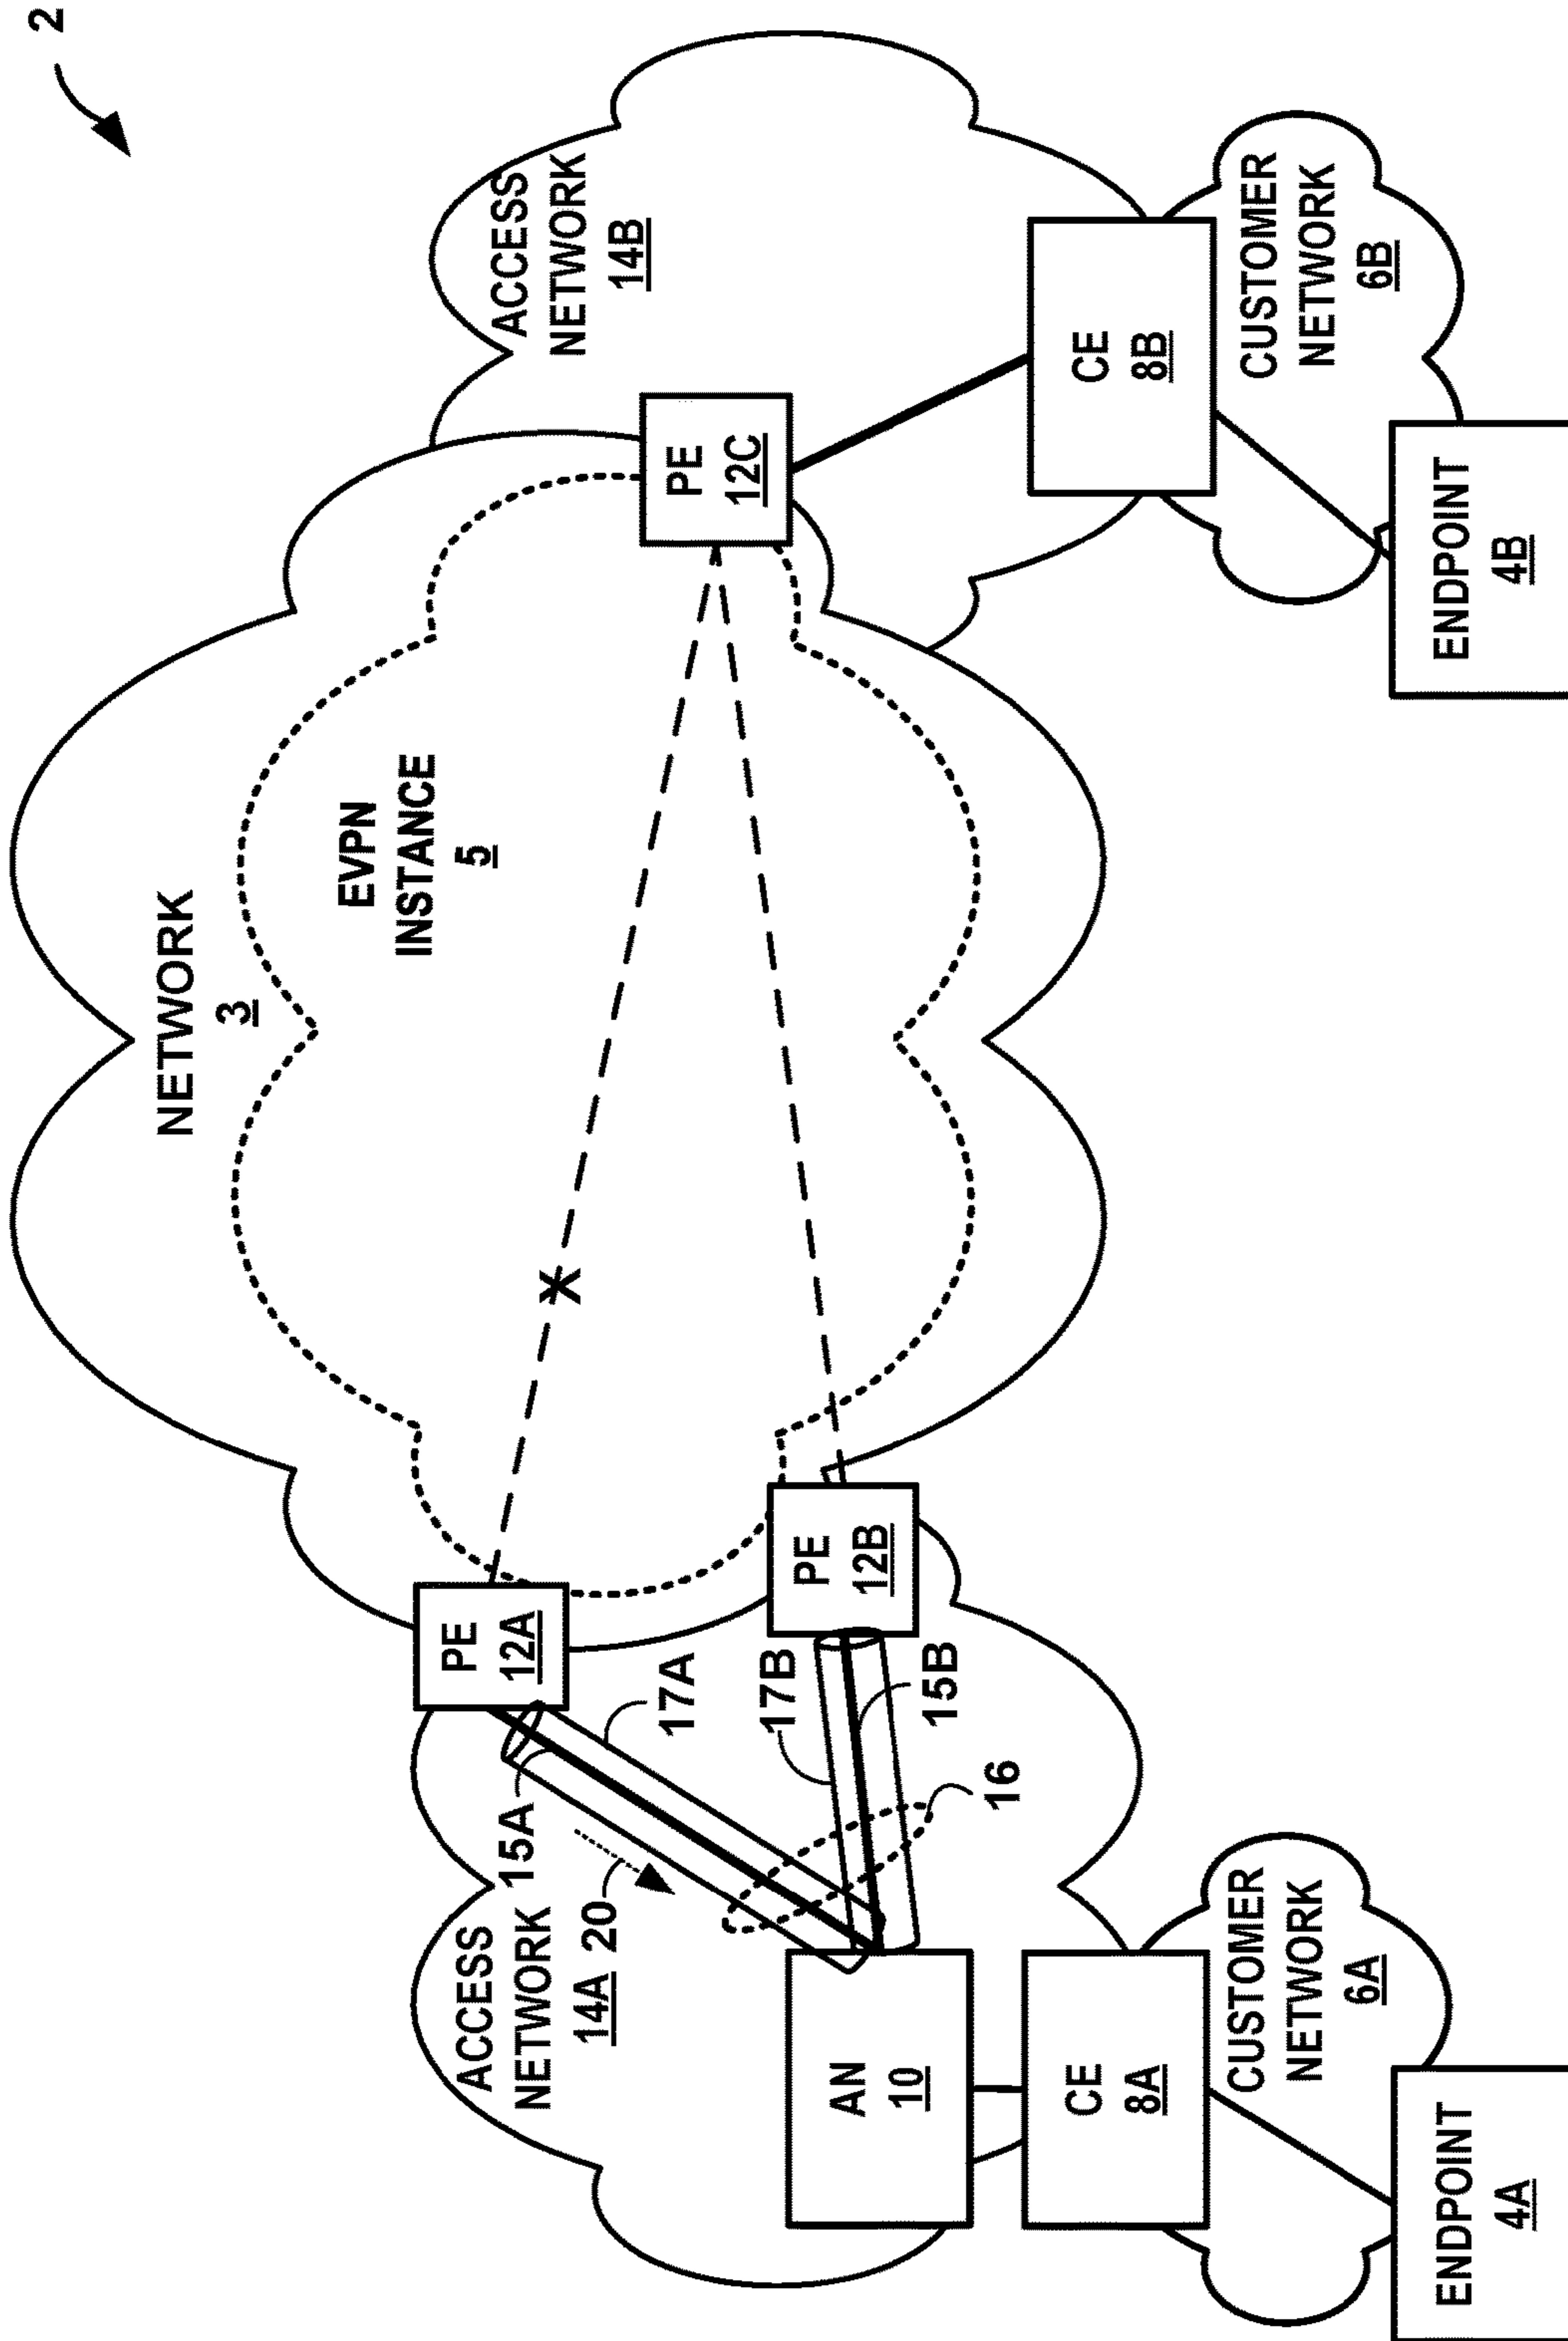 2
NETWORK
3
EVPN
INSTANCE
5
ACCESS
NETWORK
14A
20
15A
17A
17B
15B
16
PE
12A
PE
12B
PE
12C
ACCESS
NETWORK
14B
AN
10
CE
8A
CUSTOMER
NETWORK
6A
ENDPOINT
4A
CE
8B
CUSTOMER
NETWORK
6B
ENDPOINT
4B
X